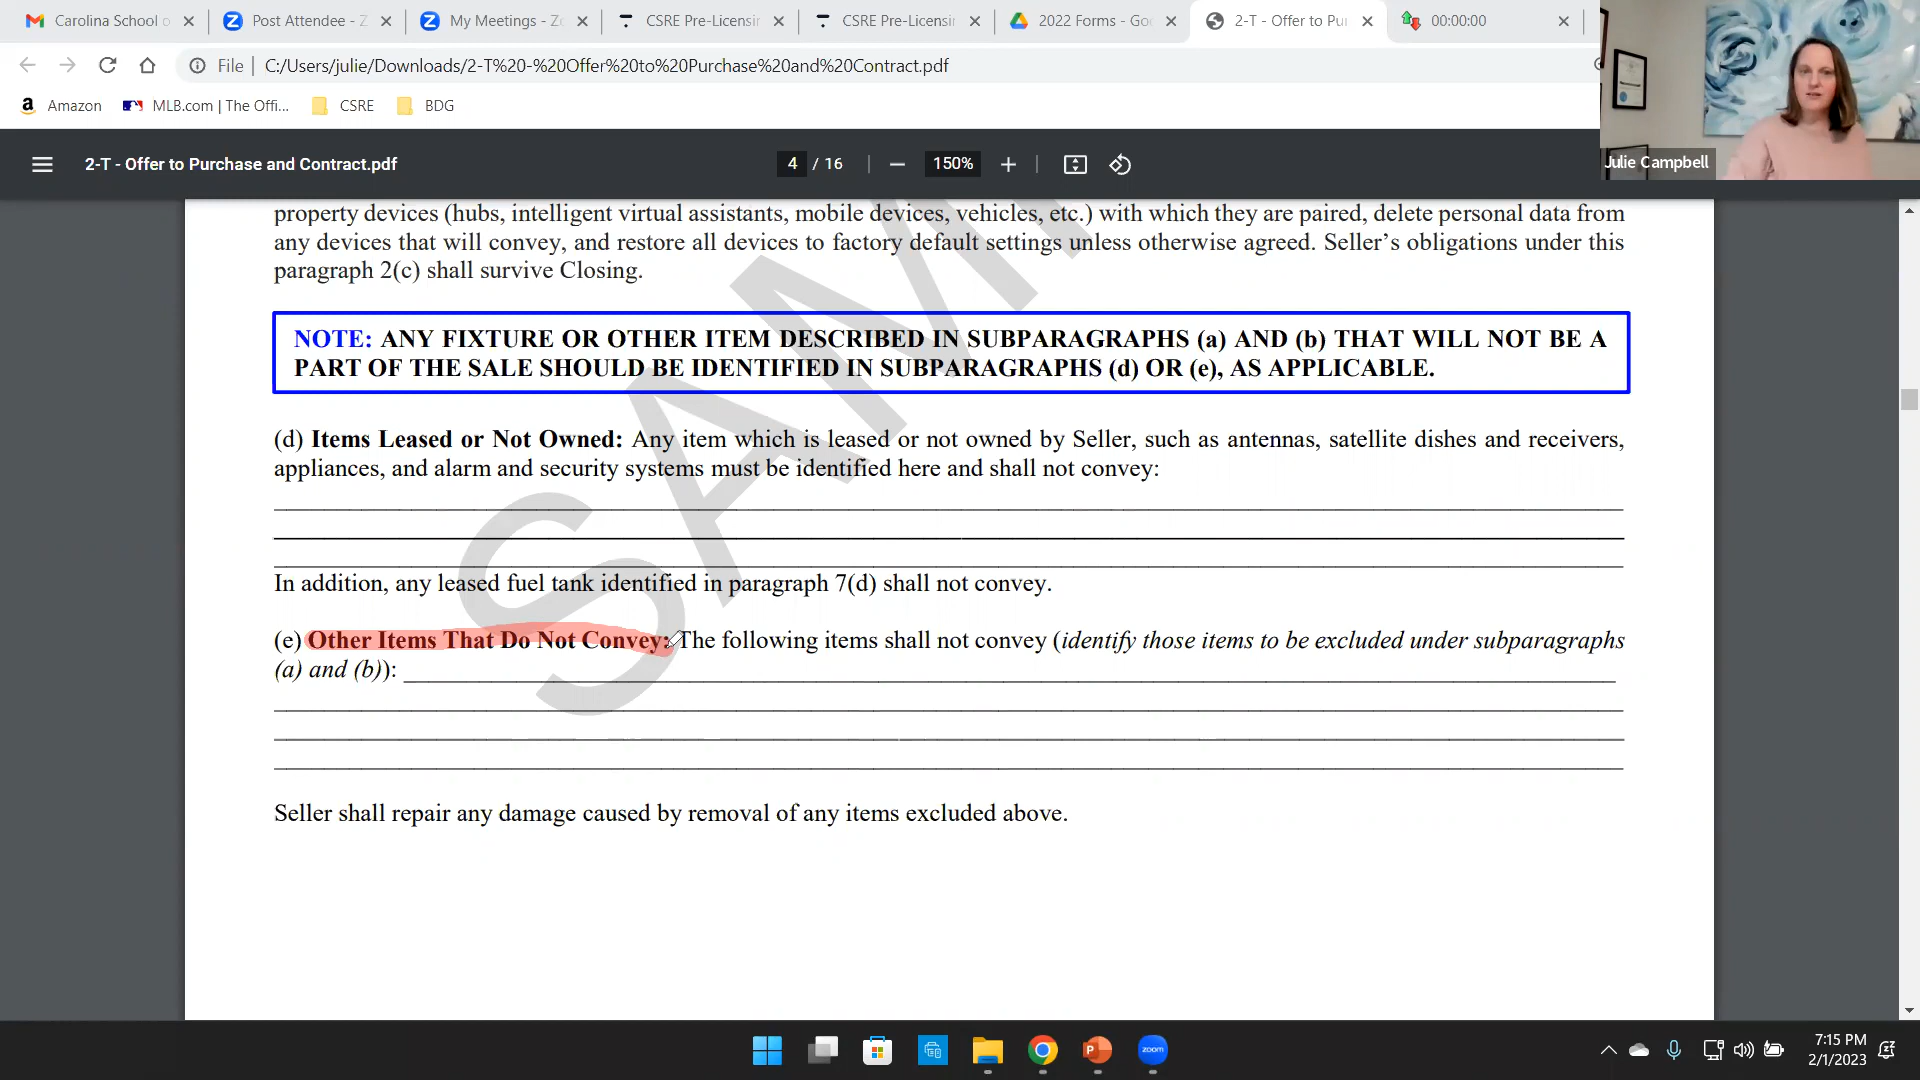 Carolina School o
Post Attendee - Z
My Meetings - Zo
CSRE Pre-Licensin
CSRE Pre-Licensin
2022 Forms - Goo
2-T - Offer to Pur
00:00:00
File | C:/Users/julie/Downloads/2-T%20-%20Offer%20to%20Purchase%20and%20Contract.pdf
Amazon
MLB.com | The Offi...
CSRE
BDG
Julie Campbell
2-T - Offer to Purchase and Contract.pdf
4 / 16
150%
property devices (hubs, intelligent virtual assistants, mobile devices, vehicles, etc.) with which they are paired, delete personal data from
any devices that will convey, and restore all devices to factory default settings unless otherwise agreed. Seller’s obligations under this
paragraph 2(c) shall survive Closing.
NOTE: ANY FIXTURE OR OTHER ITEM DESCRIBED IN SUBPARAGRAPHS (a) AND (b) THAT WILL NOT BE A
PART OF THE SALE SHOULD BE IDENTIFIED IN SUBPARAGRAPHS (d) OR (e), AS APPLICABLE.
(d) Items Leased or Not Owned: Any item which is leased or not owned by Seller, such as antennas, satellite dishes and receivers,
appliances, and alarm and security systems must be identified here and shall not convey:
In addition, any leased fuel tank identified in paragraph 7(d) shall not convey.
(e) Other Items That Do Not Convey: The following items shall not convey (identify those items to be excluded under subparagraphs
(a) and (b)):
Seller shall repair any damage caused by removal of any items excluded above.
SAM
zoom
7:15 PM
2/1/2023